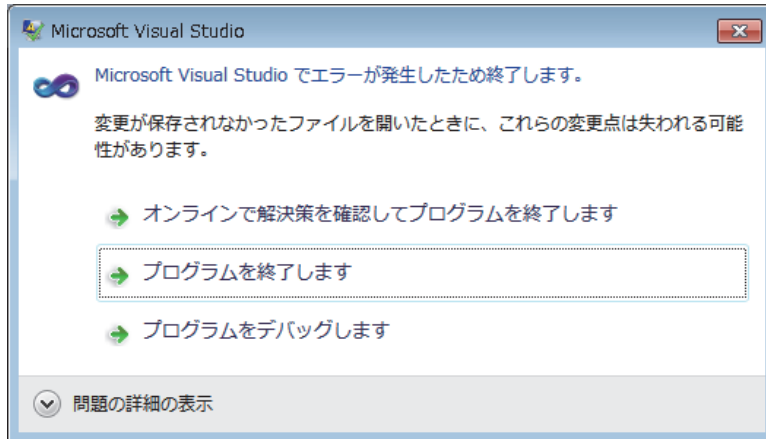 Microsoft Visual Studio
Microsoft Visual Studio でエラーが発生したため終了します。
変更が保存されなかったファイルを開いたときに、これらの変更点は失われる可能
性があります。
オンラインで解決策を確認してプログラムを終了します
プログラムを終了します
プログラムをデバッグします
問題の詳細の表示